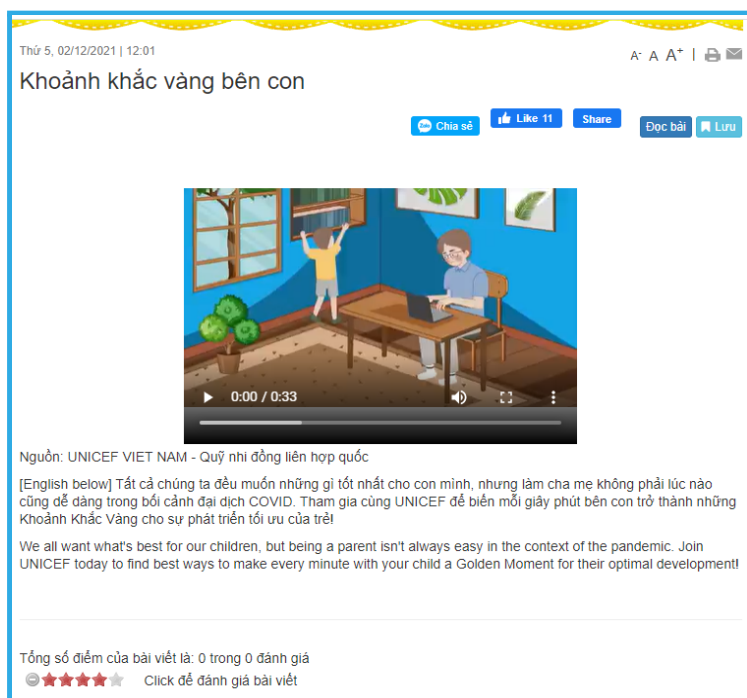 Thứ 5, 02/12/2021 | 12:01
A- A A+ |
Khoảnh khắc vàng bên con
Zalo Chia sẻ Like 11 Share Đọc bài Lưu
0:00 / 0:33
Nguồn: UNICEF VIET NAM - Quỹ nhi đồng liên hợp quốc
[English below] Tất cả chúng ta đều muốn những gì tốt nhất cho con mình, nhưng làm cha mẹ không phải lúc nào
cũng dễ dàng trong bối cảnh đại dịch COVID. Tham gia cùng UNICEF để biến mỗi giây phút bên con trở thành những
Khoảnh Khắc Vàng cho sự phát triển tối ưu của trẻ!
We all want what's best for our children, but being a parent isn't always easy in the context of the pandemic. Join
UNICEF today to find best ways to make every minute with your child a Golden Moment for their optimal development!
Tổng số điểm của bài viết là: 0 trong 0 đánh giá
Click để đánh giá bài viết